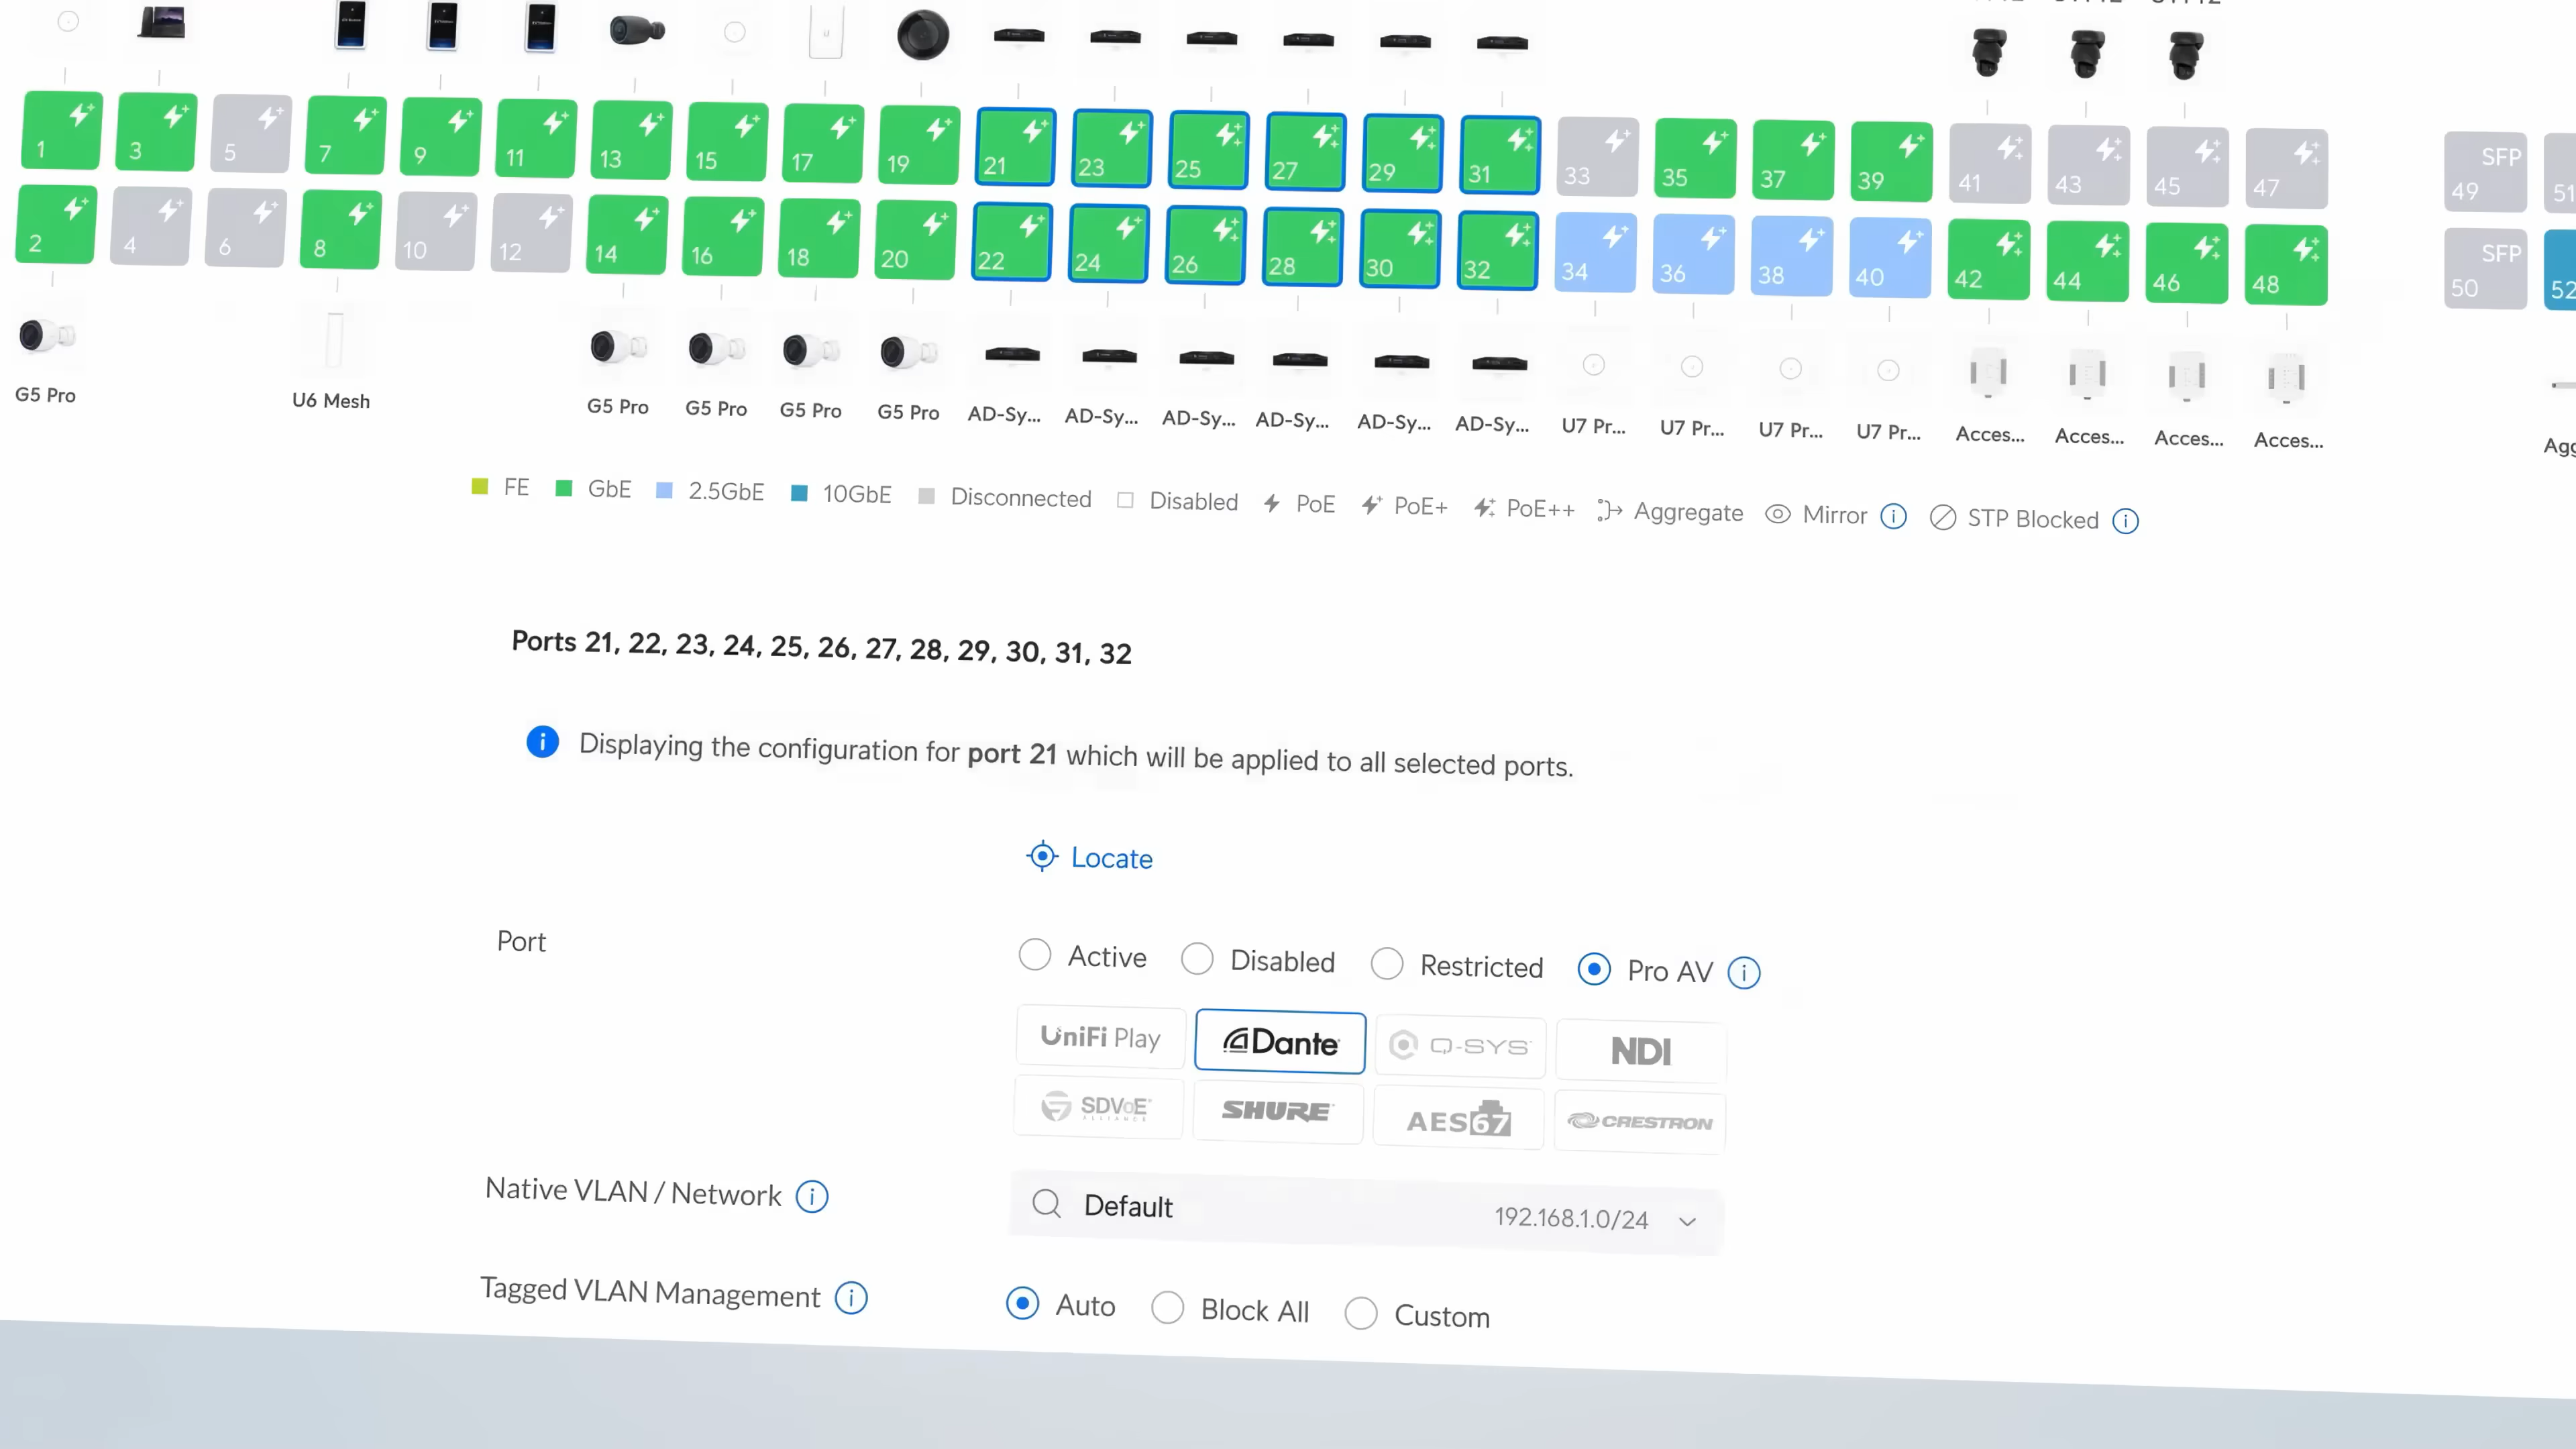 1 3 5 7 9 11 13 15 17 19 21 23 25 27 29 31 33 35 37 39 41 43 45 47 SFP 49 51
2 4 6 8 10 12 14 16 18 20 22 24 26 28 30 32 34 36 38 40 42 44 46 48 SFP 50 52
G5 Pro U6 Mesh G5 Pro G5 Pro G5 Pro G5 Pro AD-Sy... AD-Sy... AD-Sy... AD-Sy... AD-Sy... AD-Sy... U7 Pr... U7 Pr... U7 Pr... U7 Pr... Acces... Acces... Acces... Acces...
FE GbE 2.5GbE 10GbE Disconnected Disabled PoE PoE+ PoE++ Aggregate Mirror STP Blocked
Ports 21, 22, 23, 24, 25, 26, 27, 28, 29, 30, 31, 32
Displaying the configuration for port 21 which will be applied to all selected ports.
Locate
Port Active Disabled Restricted Pro AV
UniFi Play Dante Q-SYS NDI
SDVoE ALLIANCE SHURE AES67 CRESTRON
Native VLAN / Network Default 192.168.1.0/24
Tagged VLAN Management Auto Block All Custom